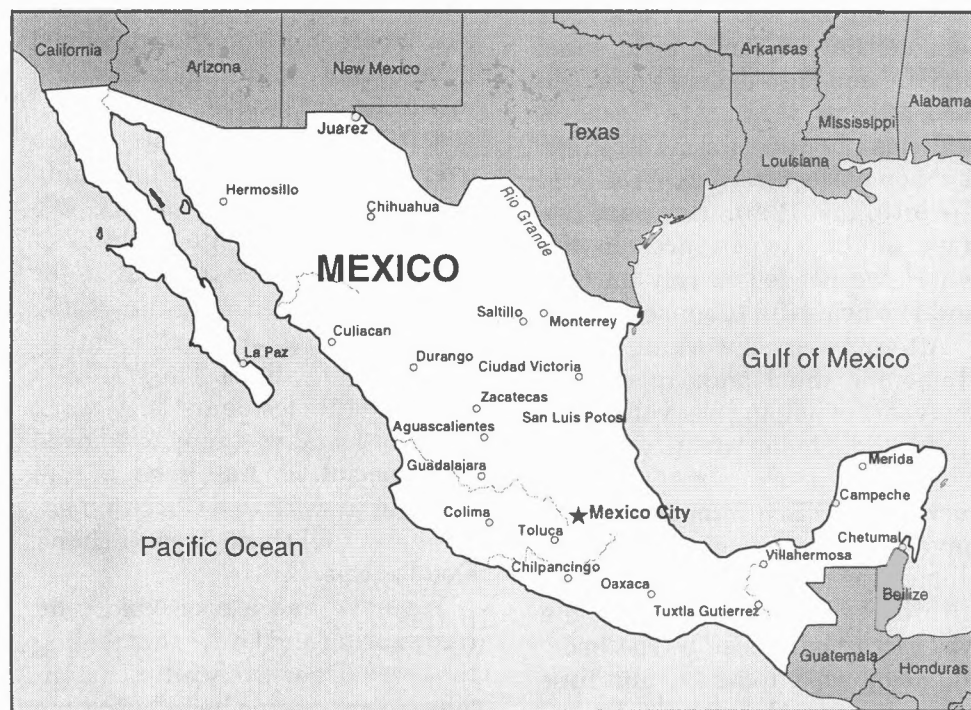 California
Arizona
New Mexico
Arkansas
Alabama
Mississippi
Juarez
Texas
Louisiana
Hermosillo
Chihuahua
Rio Grande
MEXICO
Saltillo
Monterrey
Culiacan
La Paz
Durango
Ciudad Victoria
Gulf of Mexico
Zacatecas
San Luis Potos
Aguascalientes
Guadalajara
Merida
Campeche
Colima
Mexico City
Toluca
Chetumal
Pacific Ocean
Villahermosa
Chilpancingo
Oaxaca
Tuxtla Gutierrez
Beilize
Guatemala
Honduras